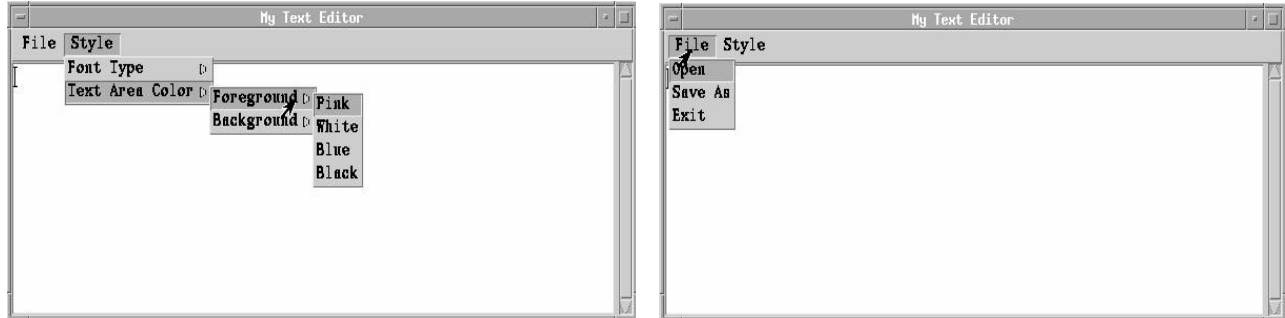 My Text Editor
File Style
Font Type
Text Area Color
Foreground
Background
Pink
White
Blue
Black
My Text Editor
File Style
Open
Save As
Exit